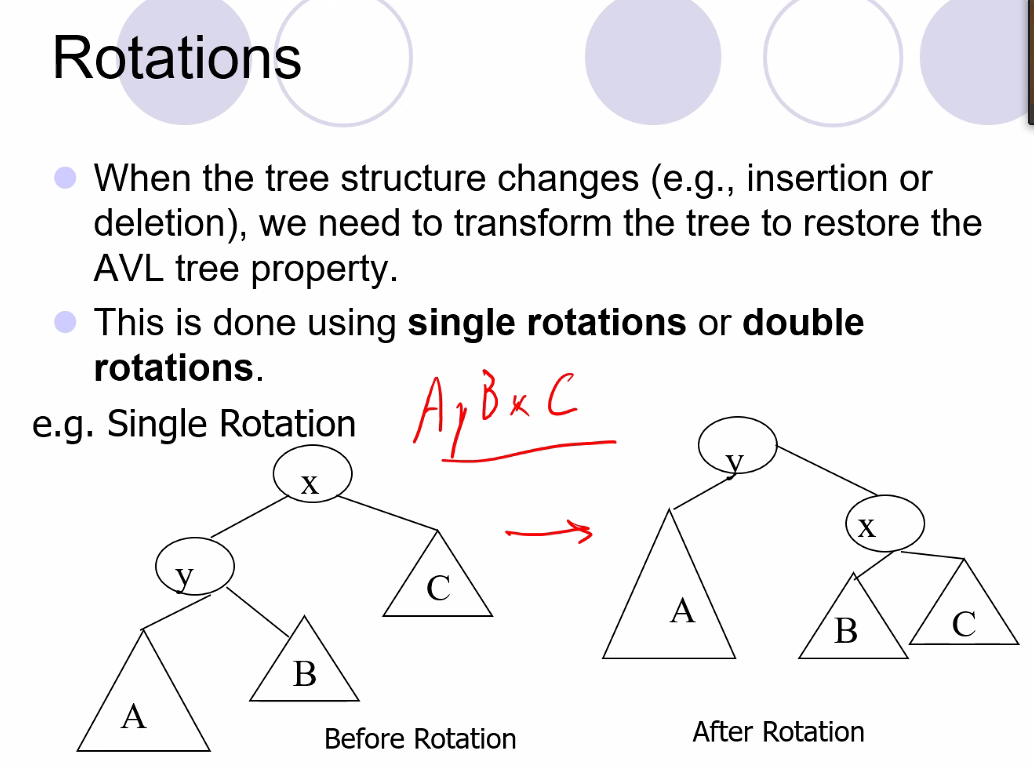 Rotations
When the tree structure changes (e.g., insertion or
deletion), we need to transform the tree to restore the
AVL tree property.
This is done using single rotations or double
rotations.
e.g. Single Rotation
A y B x C
x
y
C
B
A
Before Rotation
y
x
A
B
C
After Rotation